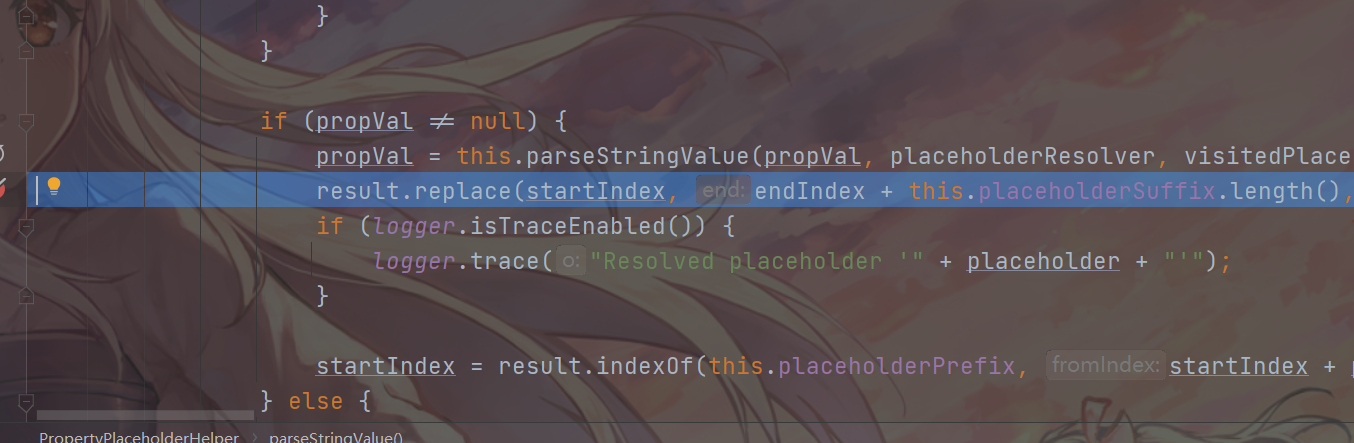 }
}
if (propVal != null) {
propVal = this.parseStringValue(propVal, placeholderResolver, visitedPlace
result.replace(startIndex, end: endIndex + this.placeholderSuffix.length(),
if (logger.isTraceEnabled()) {
logger.trace( o: "Resolved placeholder '" + placeholder + "'");
}
startIndex = result.indexOf(this.placeholderPrefix, fromIndex: startIndex +
} else {
PropertyPlaceholderHelper › parseStringValue()